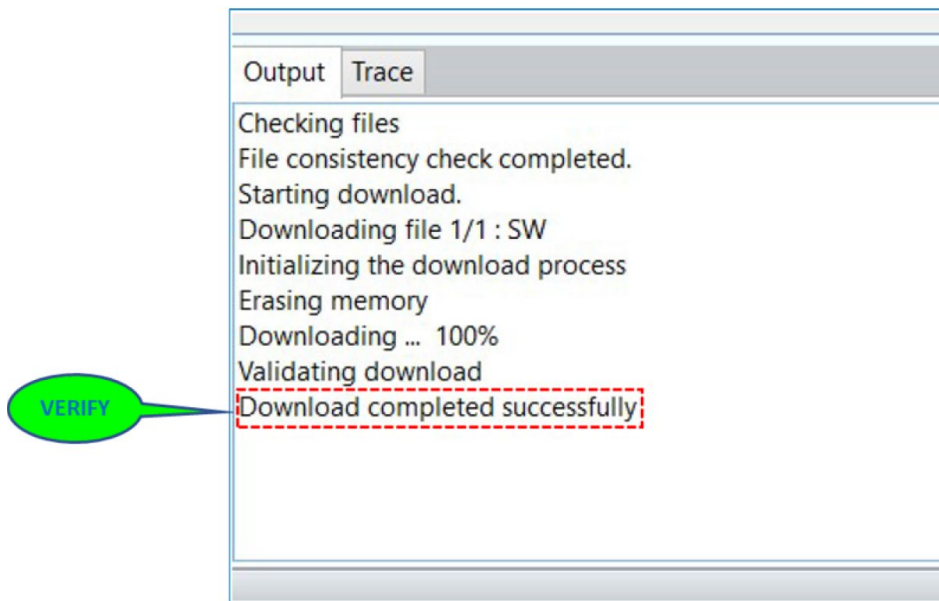 Output Trace
Checking files
File consistency check completed.
Starting download.
Downloading file 1/1 : SW
Initializing the download process
Erasing memory
Downloading ... 100%
Validating download
VERIFY
Download completed successfully